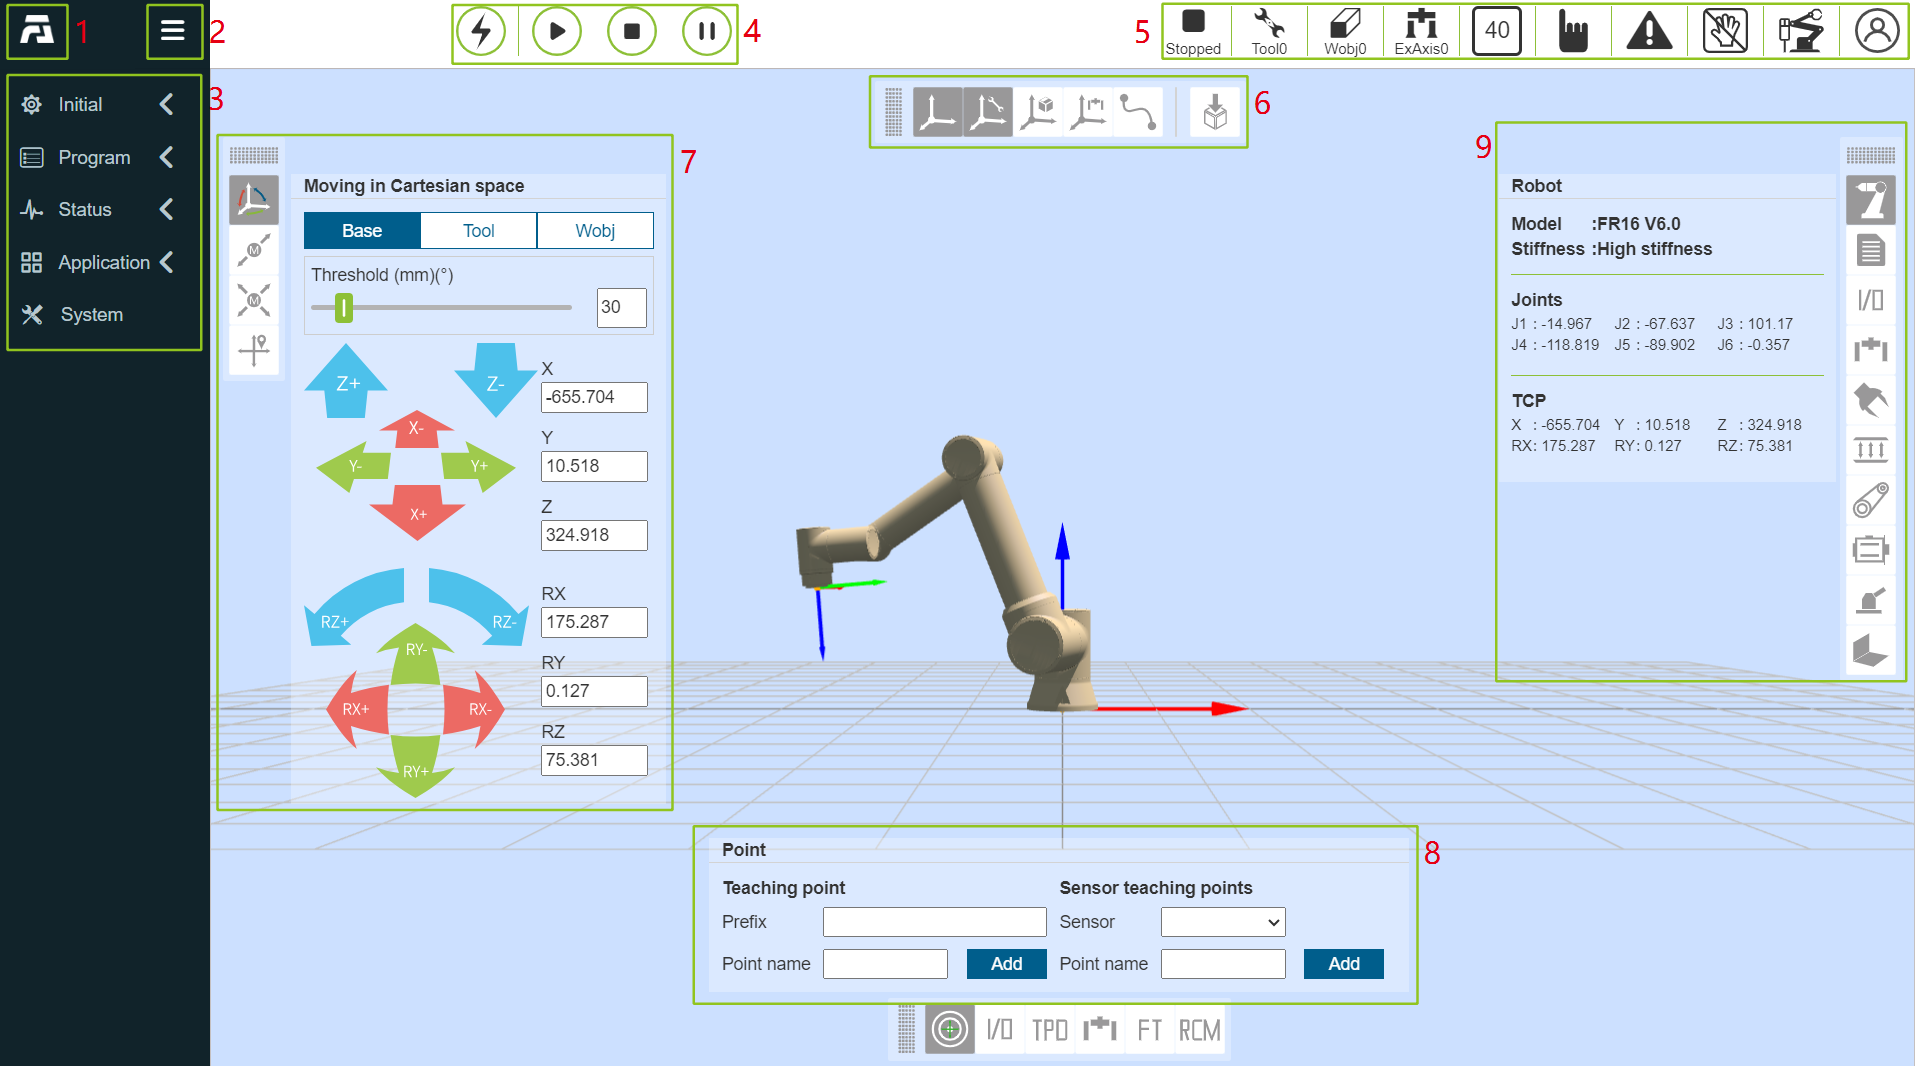 1
2
4
5
Stopped
Tool0
Wobj0
ExAxis0
40
3
Initial
Program
Status
Application
System
6
7
Moving in Cartesian space
Base Tool Wobj
Threshold (mm)(°)
30
Z+ Z-
X-
Y- Y+
X+
X
-655.704
Y
10.518
Z
324.918
RZ+ RZ-
RY-
RX+ RX-
RY+
RX
175.287
RY
0.127
RZ
75.381
9
Robot
Model :FR16 V6.0
Stiffness :High stiffness
Joints
J1 : -14.967 J2 : -67.637 J3 : 101.17
J4 : -118.819 J5 : -89.902 J6 : -0.357
TCP
X : -655.704 Y : 10.518 Z : 324.918
RX: 175.287 RY: 0.127 RZ: 75.381
I/O
8
Point
Teaching point Sensor teaching points
Prefix Sensor
Point name Add Point name Add
I/O TPD FT RCM
M
M